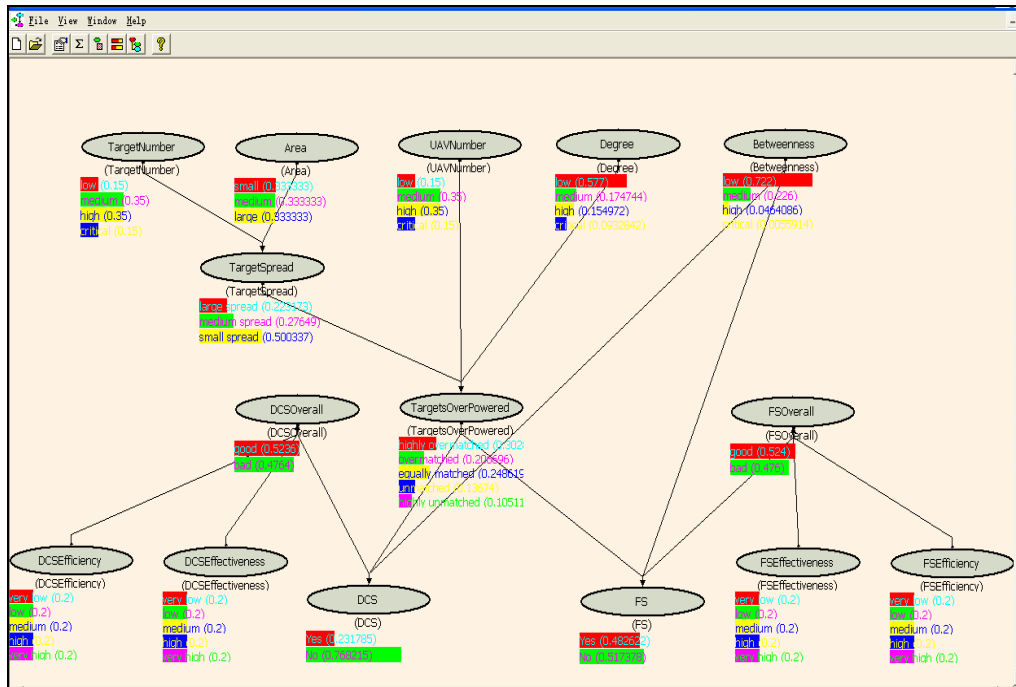 File View Window Help
TargetNumber
(TargetNumber)
low (0.15)
medium (0.35)
high (0.35)
critical (0.15)
Area
(Area)
small (0.333333)
medium (0.333333)
large (0.333333)
UAVNumber
(UAVNumber)
low (0.15)
medium (0.35)
high (0.35)
critical (0.15)
Degree
(Degree)
low (0.577)
medium (0.174744)
high (0.154972)
critical (0.0932842)
Betweenness
(Betweenness)
low (0.722)
medium (0.226)
high (0.0464086)
critical (0.0055914)
TargetSpread
(TargetSpread)
large spread (0.223173)
medium spread (0.27649)
small spread (0.500337)
DCSOverall
(DCSOverall)
good (0.5236)
bad (0.4764)
TargetsOverPowered
(TargetsOverPowered)
highly overmatched (0.302
overmatched (0.206696)
equally matched (0.248619
unmatched (0.13674)
highly unmatched (0.10511
FSOverall
(FSOverall)
good (0.524)
bad (0.476)
DCSEfficiency
(DCSEfficiency)
very low (0.2)
low (0.2)
medium (0.2)
high (0.2)
very high (0.2)
DCSEffectiveness
(DCSEffectiveness)
very low (0.2)
low (0.2)
medium (0.2)
high (0.2)
very high (0.2)
DCS
(DCS)
Yes (0.231785)
No (0.768215)
FS
(FS)
Yes (0.482622)
No (0.517378)
FSEffectiveness
(FSEffectiveness)
very low (0.2)
low (0.2)
medium (0.2)
high (0.2)
very high (0.2)
FSEfficiency
(FSEfficiency)
very low (0.2)
low (0.2)
medium (0.2)
high (0.2)
very high (0.2)